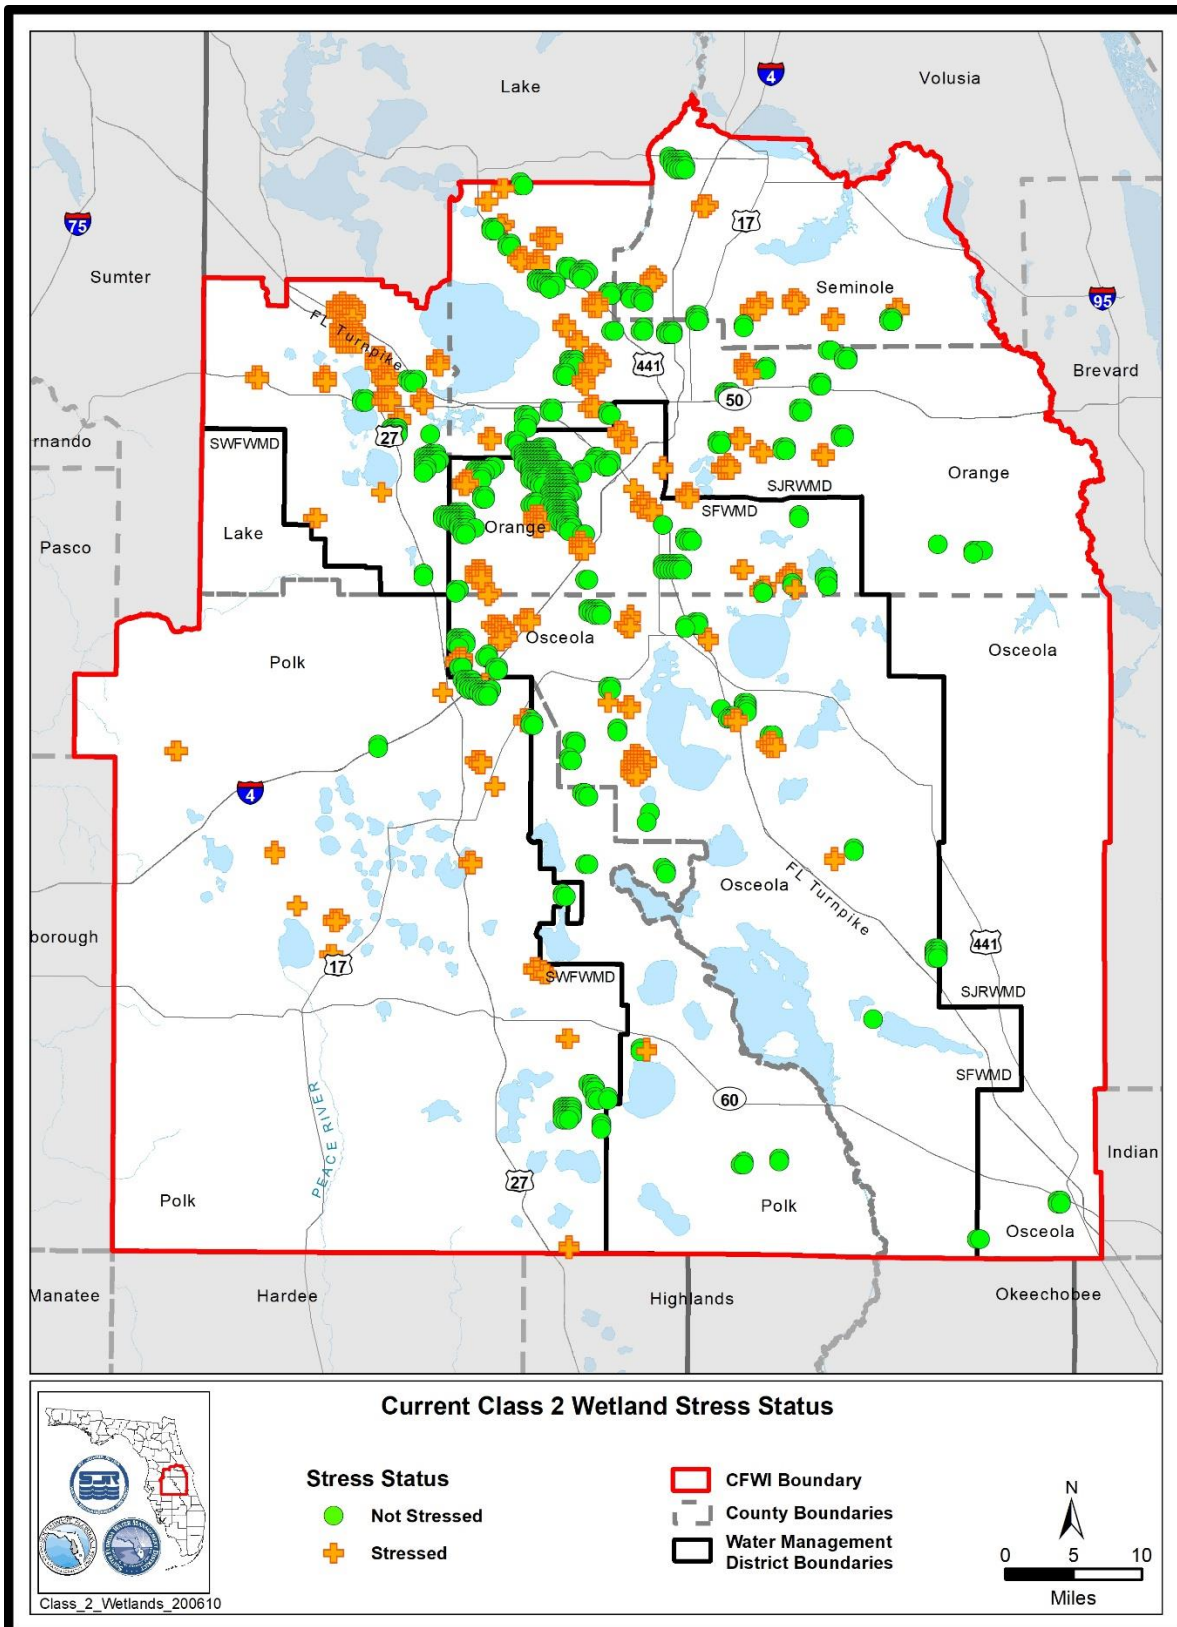 Lake
Volusia
4
75
17
Sumter
Seminole
95
FL Turnpike
441
Brevard
50
27
rnando
SWFWMD
Orange
SJRWMD
SFWMD
Orange
Lake
Pasco
Osceola
Osceola
Polk
4
Osceola
FL Turnpike
borough
441
17
SWFWMD
SJRWMD
SFWMD
60
PEACE RIVER
Indian
27
Polk
Polk
Osceola
Manatee
Hardee
Highlands
Okeechobee
Current Class 2 Wetland Stress Status
Stress Status
Not Stressed
Stressed
CFWI Boundary
County Boundaries
Water Management
District Boundaries
N
0 5 10
Miles
SJR
Class_2_Wetlands_200610